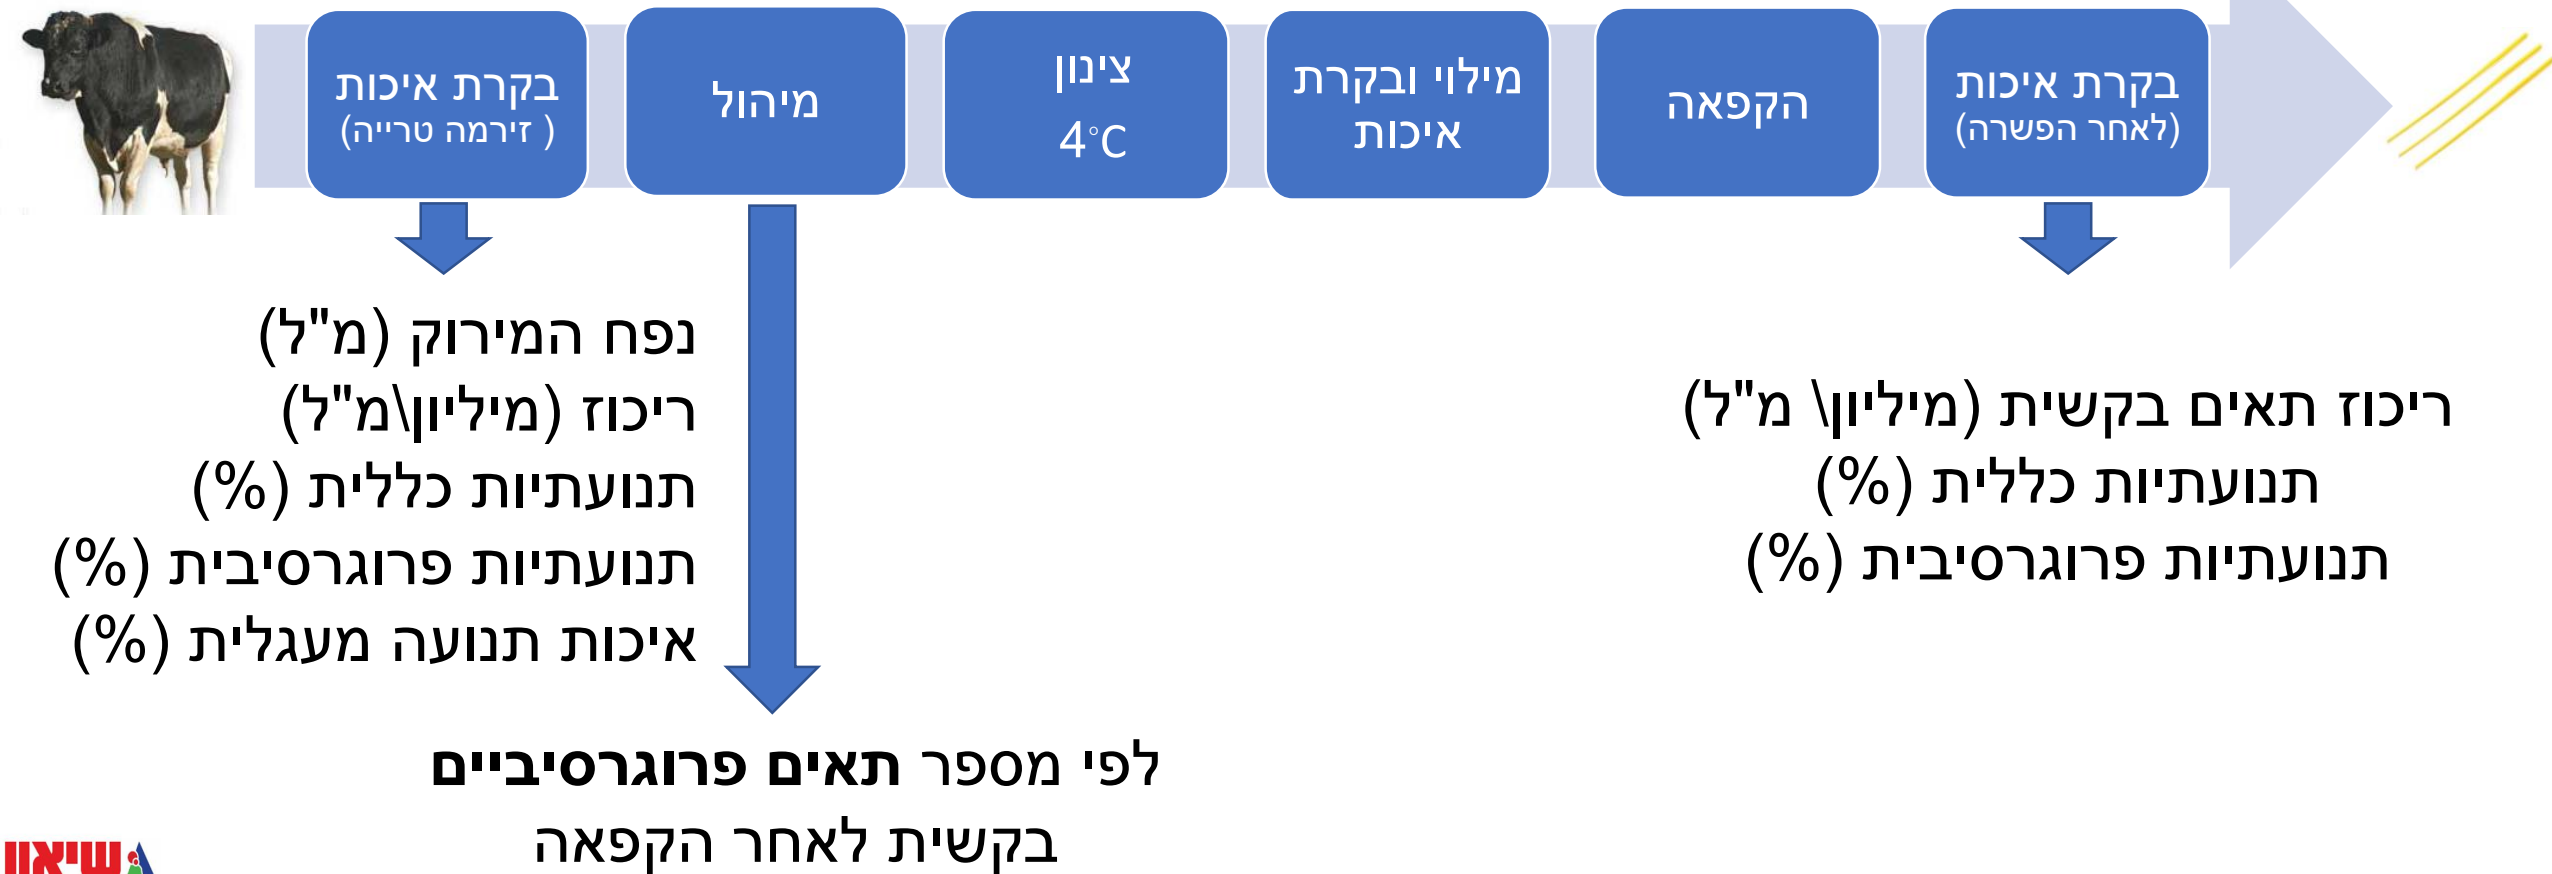 בקרת איכות
( זירמה טרייה)
מיהול
צינון
4°C
מילוי ובקרת
איכות
הקפאה
בקרת איכות
(לאחר הפשרה)
נפח המירוק (מ"ל)
ריכוז (מיליון\מ"ל)
תנועתיות כללית (%)
תנועתיות פרוגרסיבית (%)
איכות תנועה מעגלית (%)
ריכוז תאים בקשית (מיליון\ מ"ל)
תנועתיות כללית (%)
תנועתיות פרוגרסיבית (%)
לפי מספר תאים פרוגרסיביים
בקשית לאחר הקפאה
שיאון